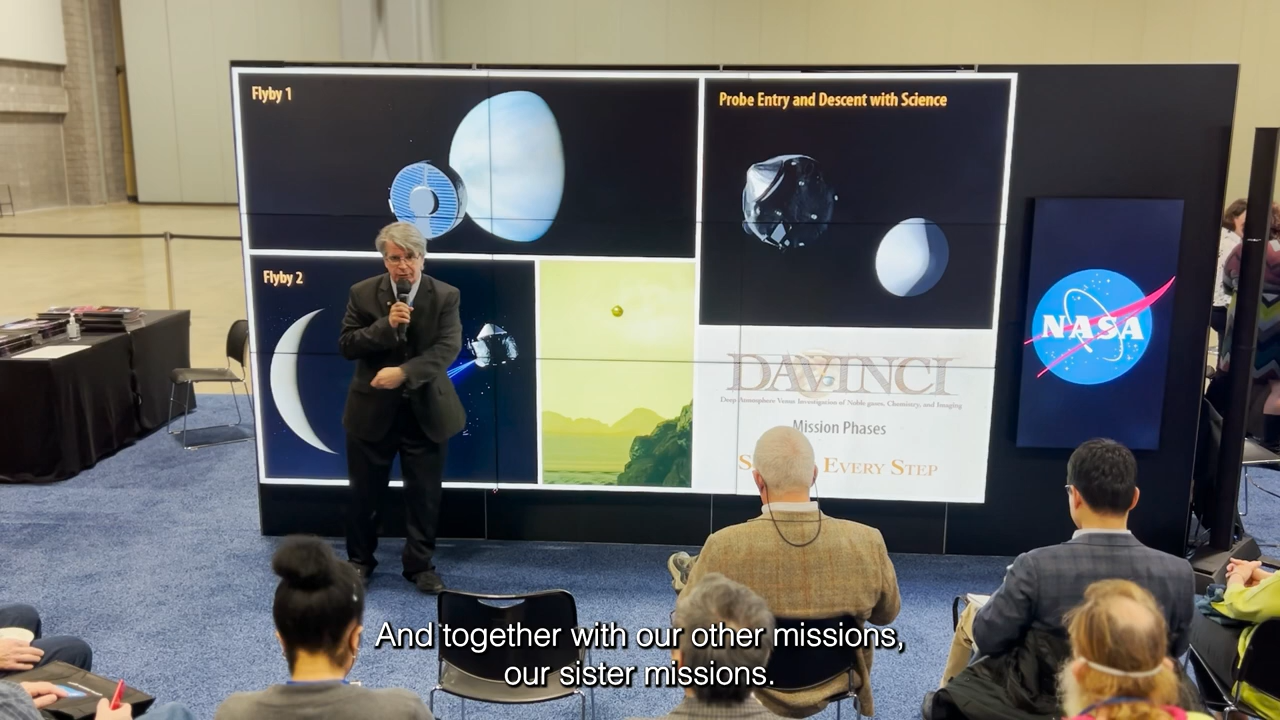 Flyby 1
Probe Entry and Descent with Science
Flyby 2
NASA
DAVINCI
Deep Atmosphere Venus Investigation of Noble gases, Chemistry, and Imaging
Mission Phases
EVERY STEP
And together with our other missions,
our sister missions.